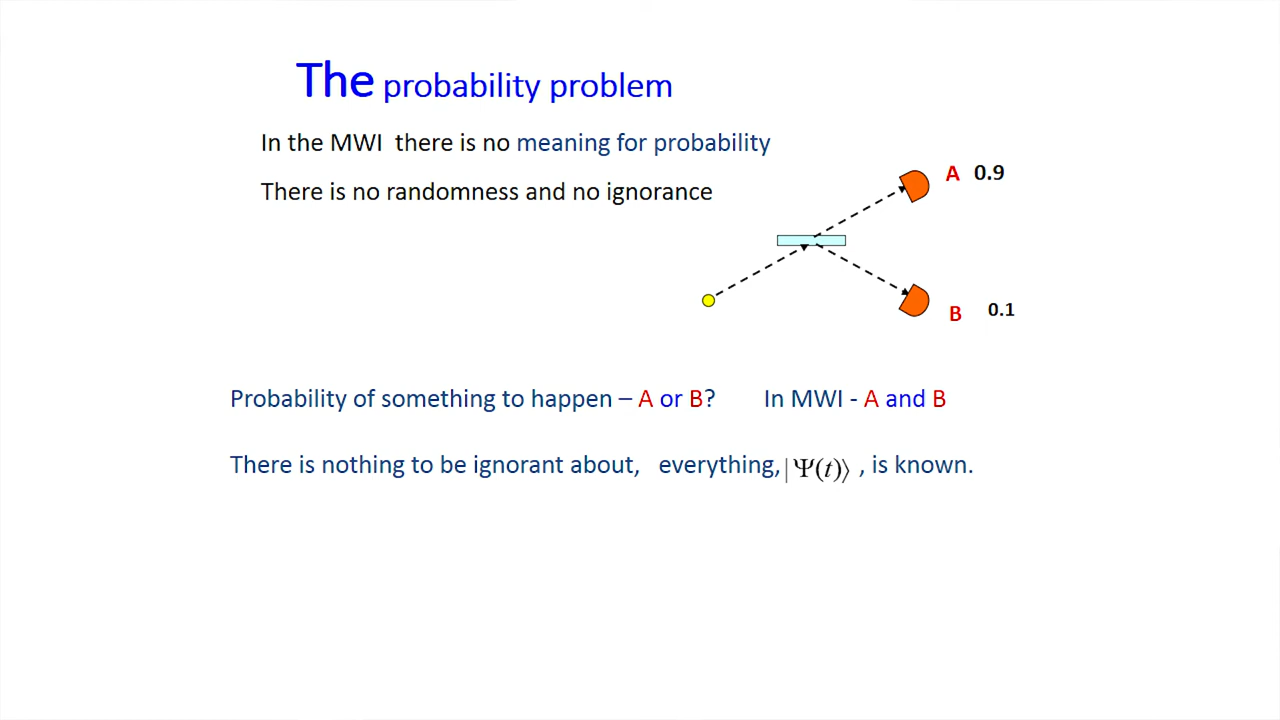 The probability problem
In the MWI there is no meaning for probability
There is no randomness and no ignorance
A 0.9
B 0.1
Probability of something to happen – A or B? In MWI - A and B
There is nothing to be ignorant about, everything, |Ψ(t)⟩ , is known.